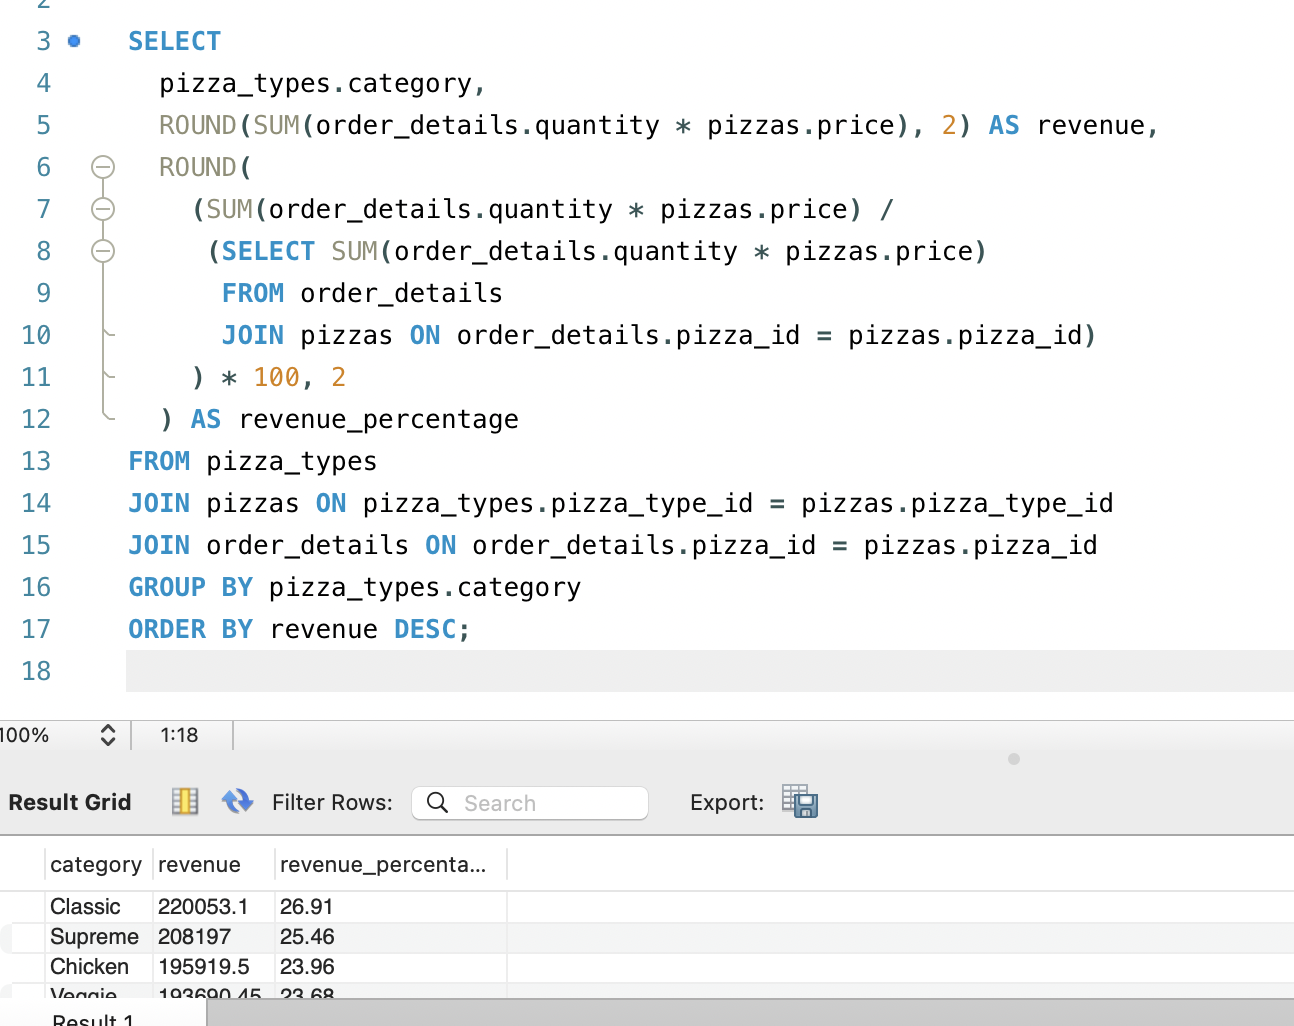 2
3 SELECT
4 pizza_types.category,
5 ROUND(SUM(order_details.quantity * pizzas.price), 2) AS revenue,
6 ROUND(
7 (SUM(order_details.quantity * pizzas.price) /
8 (SELECT SUM(order_details.quantity * pizzas.price)
9 FROM order_details
10 JOIN pizzas ON order_details.pizza_id = pizzas.pizza_id)
11 ) * 100, 2
12 ) AS revenue_percentage
13 FROM pizza_types
14 JOIN pizzas ON pizza_types.pizza_type_id = pizzas.pizza_type_id
15 JOIN order_details ON order_details.pizza_id = pizzas.pizza_id
16 GROUP BY pizza_types.category
17 ORDER BY revenue DESC;
18
100% 1:18
Result Grid Filter Rows: Search Export:
category revenue revenue_percenta...
Classic 220053.1 26.91
Supreme 208197 25.46
Chicken 195919.5 23.96
Veggie 193690.45 23.68
Result 1